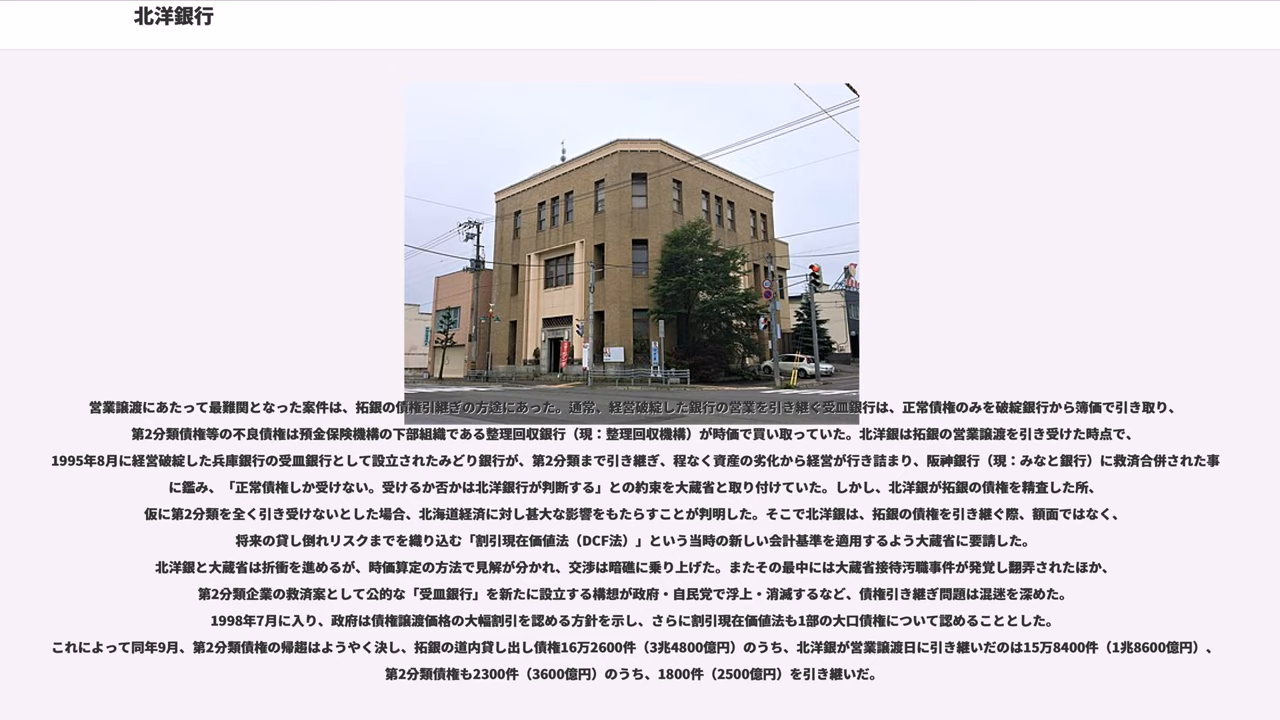 北洋銀行
営業譲渡にあたって最難関となった案件は、拓銀の債権引継ぎの方途にあった。通常、経営破綻した銀行の営業を引き継ぐ受皿銀行は、正常債権のみを破綻銀行から簿価で引き取り、
第2分類債権等の不良債権は預金保険機構の下部組織である整理回収銀行（現：整理回収機構）が時価で買い取っていた。北洋銀は拓銀の営業譲渡を引き受けた時点で、
1995年8月に経営破綻した兵庫銀行の受皿銀行として設立されたみどり銀行が、第2分類まで引き継ぎ、程なく資産の劣化から経営が行き詰まり、阪神銀行（現：みなと銀行）に救済合併された事
に鑑み、「正常債権しか受けない。受けるか否かは北洋銀行が判断する」との約束を大蔵省と取り付けていた。しかし、北洋銀が拓銀の債権を精査した所、
仮に第2分類を全く引き受けないとした場合、北海道経済に対し甚大な影響をもたらすことが判明した。そこで北洋銀は、拓銀の債権を引き継ぐ際、額面ではなく、
将来の貸し倒れリスクまでを織り込む「割引現在価値法（DCF法）」という当時の新しい会計基準を適用するよう大蔵省に要請した。
北洋銀と大蔵省は折衝を進めるが、時価算定の方法で見解が分かれ、交渉は暗礁に乗り上げた。またその最中には大蔵省接待汚職事件が発覚し翻弄されたほか、
第2分類企業の救済案として公的な「受皿銀行」を新たに設立する構想が政府・自民党で浮上・消滅するなど、債権引き継ぎ問題は混迷を深めた。
1998年7月に入り、政府は債権譲渡価格の大幅割引を認める方針を示し、さらに割引現在価値法も1部の大口債権について認めることとした。
これによって同年9月、第2分類債権の帰趨はようやく決し、拓銀の道内貸し出し債権16万2600件（3兆4800億円）のうち、北洋銀が営業譲渡日に引き継いだのは15万8400件（1兆8600億円）、
第2分類債権も2300件（3600億円）のうち、1800件（2500億円）を引き継いだ。